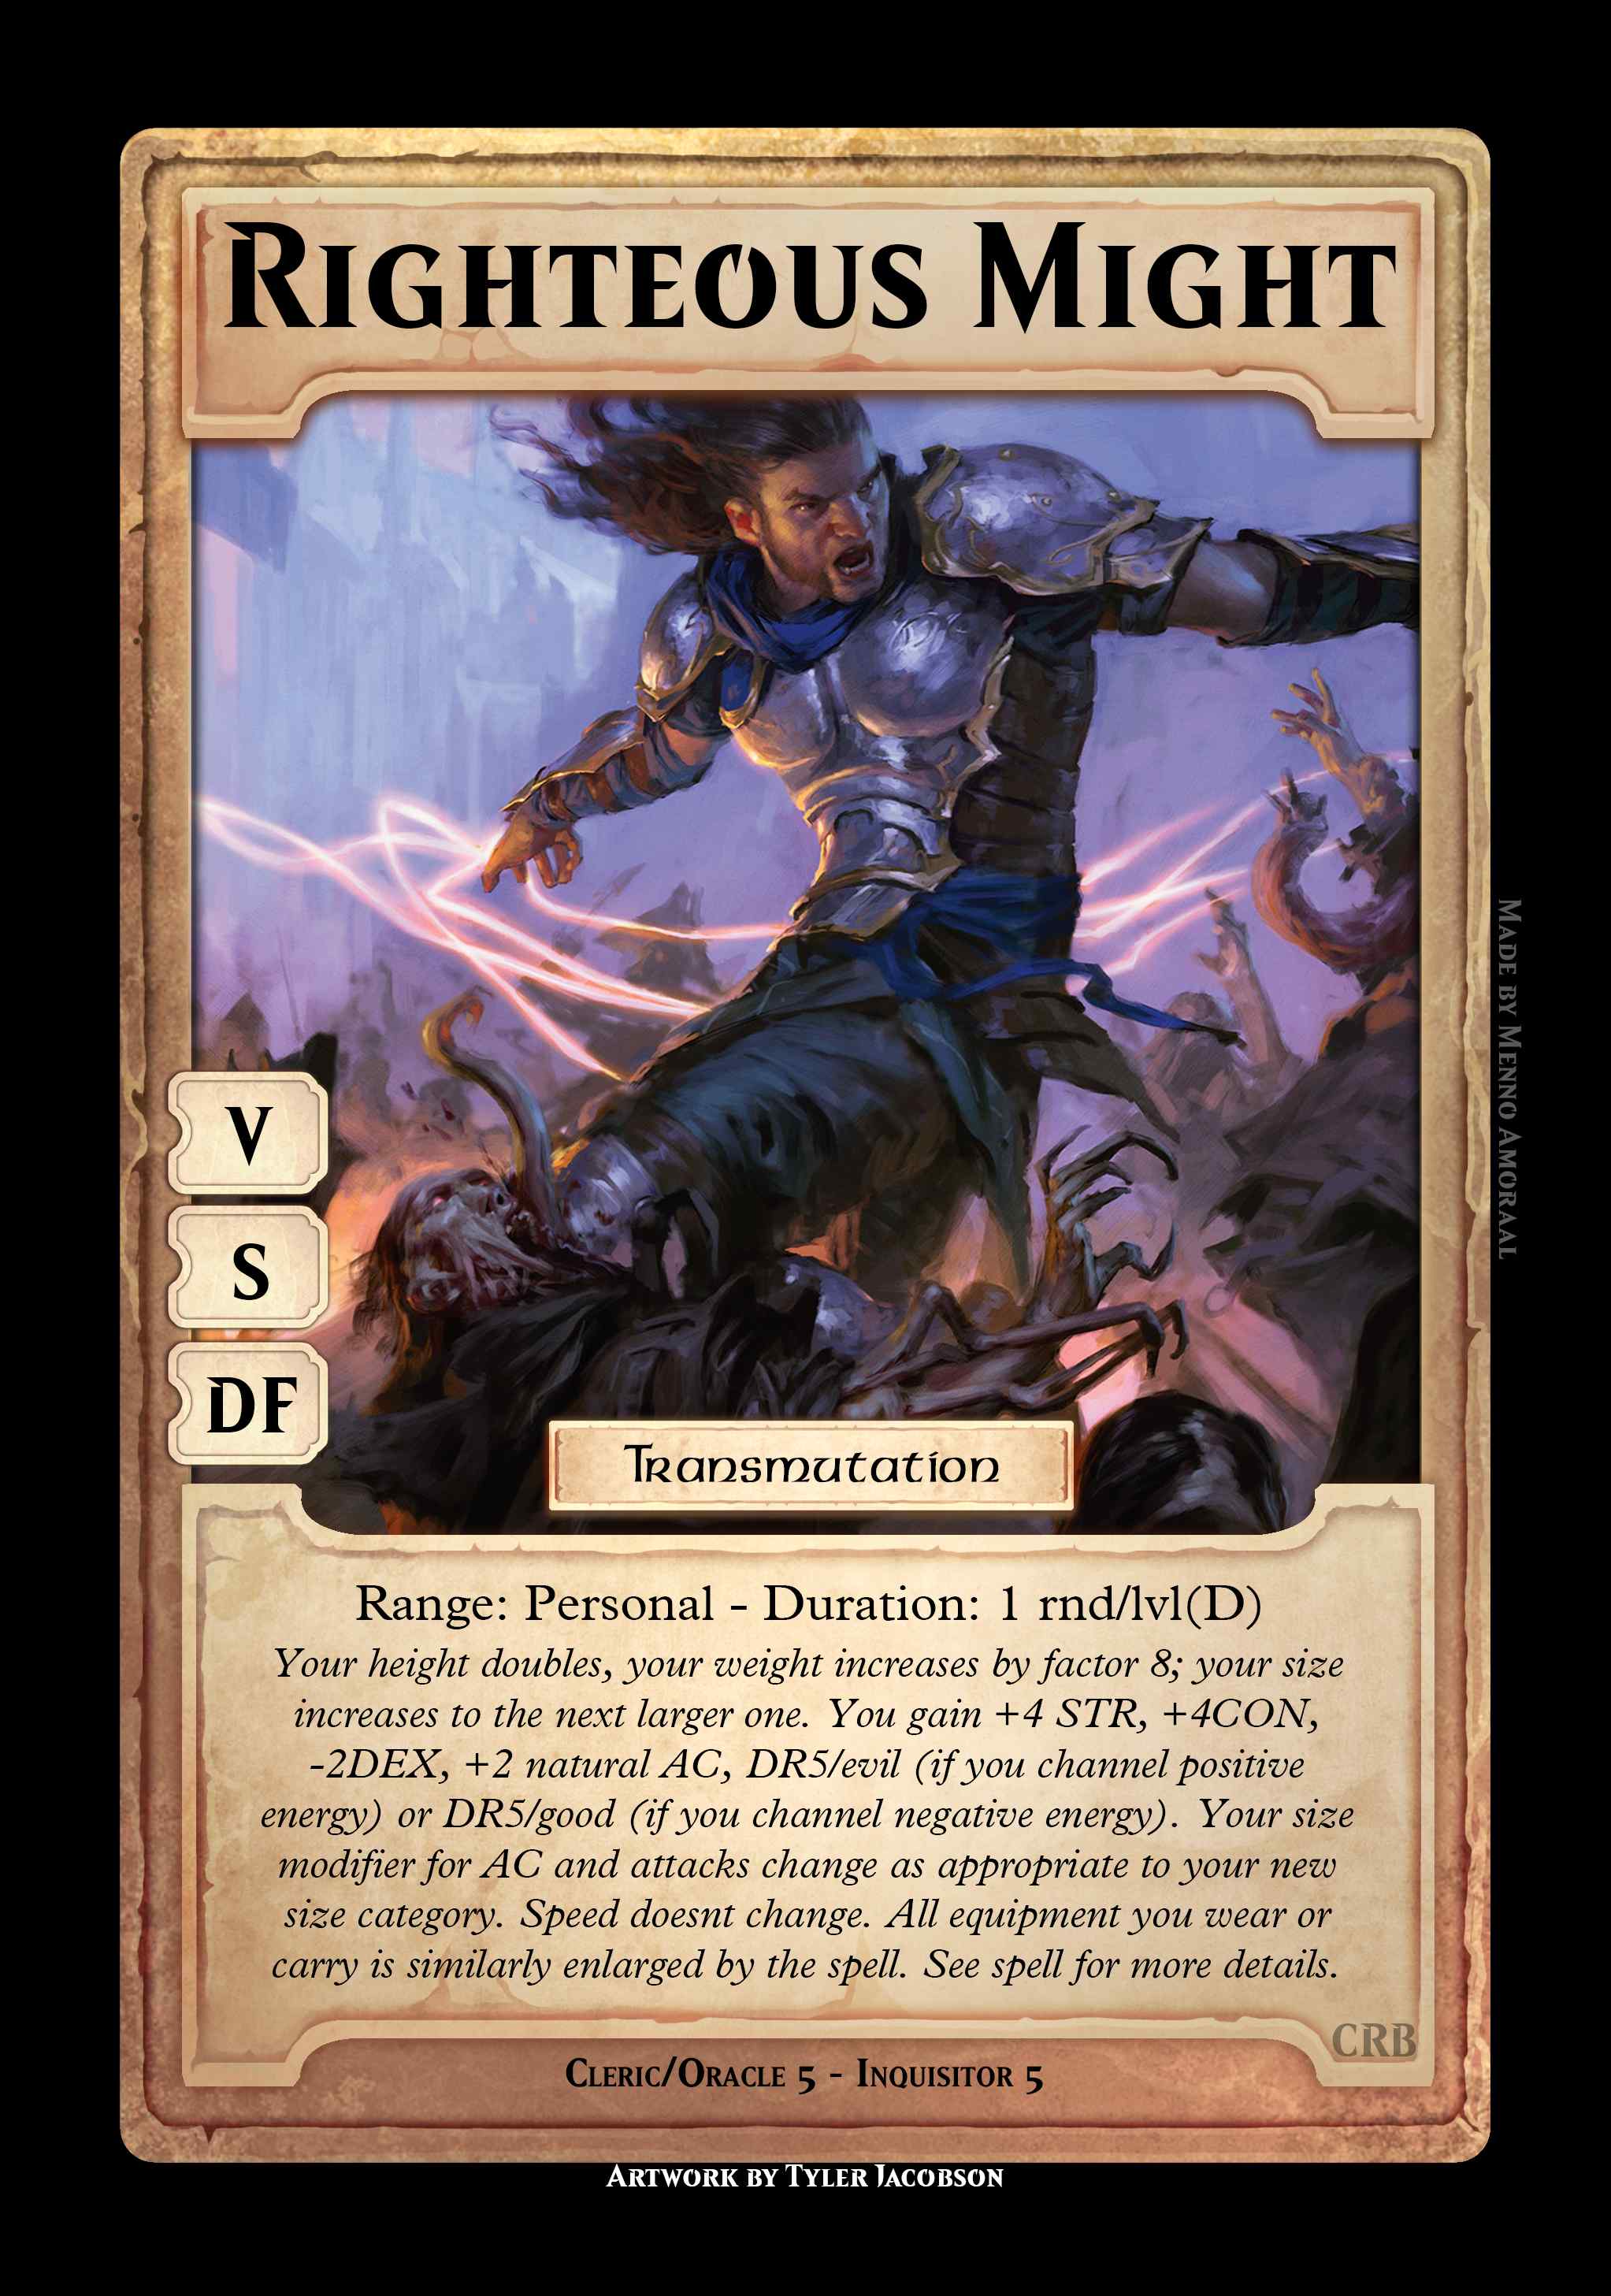 Righteous Might
V
S
DF
Transmutation
Range: Personal - Duration: 1 rnd/lvl(D)
Your height doubles, your weight increases by factor 8; your size
increases to the next larger one. You gain +4 STR, +4CON,
-2DEX, +2 natural AC, DR5/evil (if you channel positive
energy) or DR5/good (if you channel negative energy). Your size
modifier for AC and attacks change as appropriate to your new
size category. Speed doesnt change. All equipment you wear or
carry is similarly enlarged by the spell. See spell for more details.
CRB
Cleric/Oracle 5 - Inquisitor 5
Artwork by Tyler Jacobson
Made by Menno Amoraal